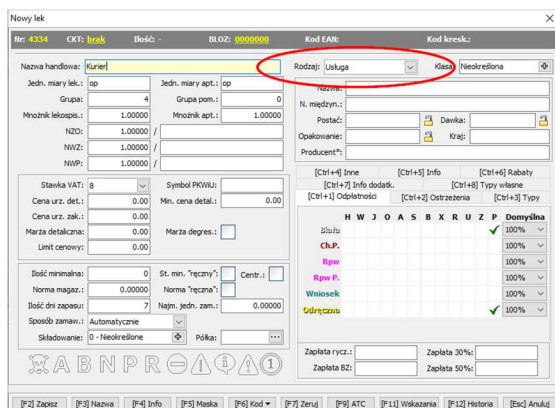 Nowy lek
Nr: 4334 CKT: brak Ilość: - BLOZ: 0000000 Kod EAN: Kod kresk.:
Nazwa handlowa: Kurier Rodzaj: Usługa Klasa: Nieokreślona
Jedn. miary lek.: op Jedn. miary apt.: op Nazwa:
Grupa: 4 Grupa pom.: 0 N. międzyn.:
Mnożnik lekospis.: 1.00000 Mnożnik apt.: 1.00000 Postać: Dawka:
NZO: 1.00000 / Opakowanie: Kraj:
NWZ: 1.00000 / Producent*:
NWP: 1.00000 /
[Ctrl+4] Inne [Ctrl+5] Info [Ctrl+6] Rabaty
[Ctrl+7] Info dodatk. [Ctrl+8] Typy własne
[Ctrl+1] Odpłatności [Ctrl+2] Ostrzeżenia [Ctrl+3] Typy
Stawka VAT: 8 Symbol PKWiU:
Cena urz. det.: 0.00 Min. cena detal.: 0.00
Cena urz. zak.: 0.00
Marża detaliczna: 0.00 Marża degres.:
Limit cenowy: 0.00
H W J O A S B X R U Z P Domyślna
100%
Ch.P. 100%
Rpw 100%
Rpw P. 100%
Wniosek 100%
Odręczna 100%
Ilość minimalna: 0 St. min. "ręczny": Centr.:
Norma magaz.: 0.00000 Norma "ręczna":
Ilość dni zapasu: 7 Najm. jedn. zam.: 0.00000
Sposób zamaw.: Automatycznie
Składowanie: 0 - Nieokreślone Półka: ...
Zapłata rycz.: Zapłata 30%:
Zapłata BZ: Zapłata 50%:
A B N P R 1
[F2] Zapisz [F3] Nazwa [F4] Info [F5] Maska [F6] Kod [F7] Zeruj [F9] ATC [F11] Wskazania [F12] Historia [Esc] Anuluj